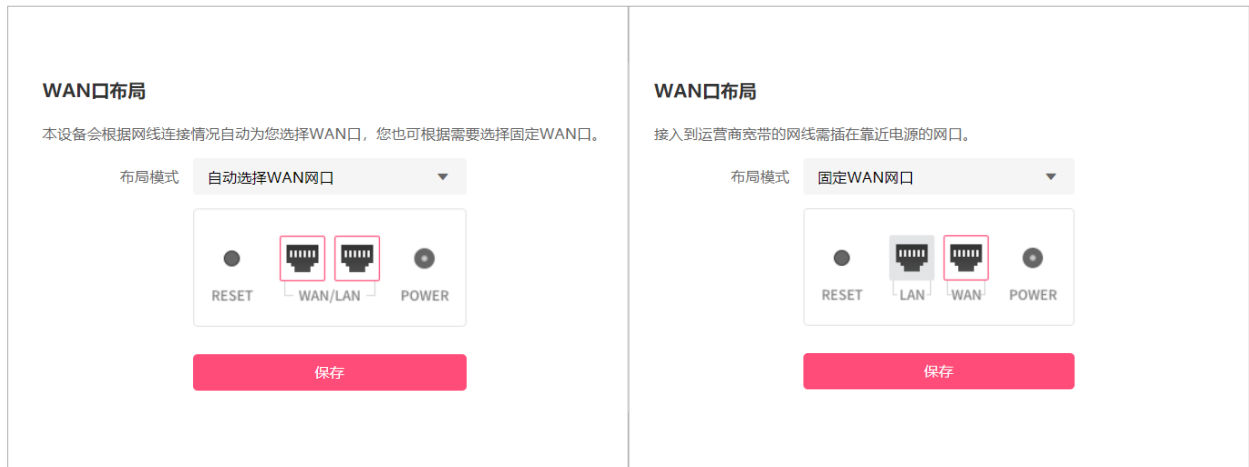 WAN口布局
本设备会根据网线连接情况自动为您选择WAN口，您也可根据需要选择固定WAN口。
布局模式 自动选择WAN网口
RESET WAN/LAN POWER
保存
WAN口布局
接入到运营商宽带的网线需插在靠近电源的网口。
布局模式 固定WAN网口
RESET LAN WAN POWER
保存